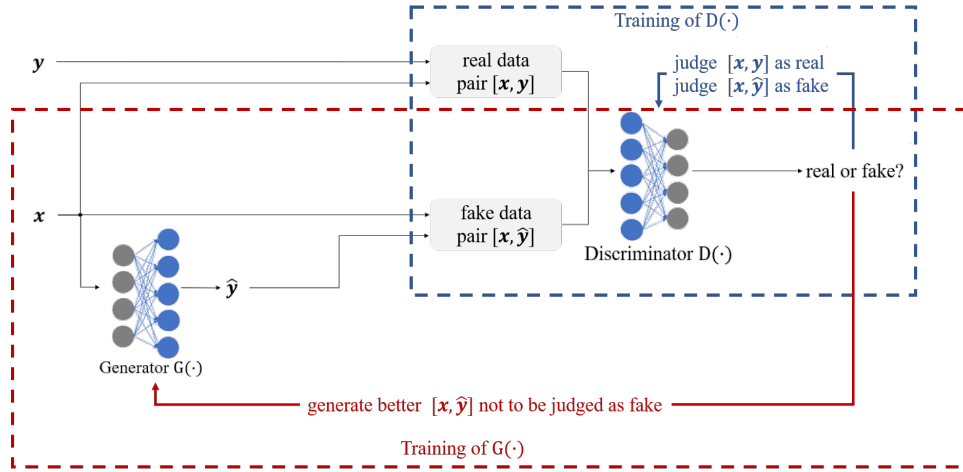 Training of D(·)
y
real data
pair [x, y]
judge [x, y] as real
judge [x, ŷ] as fake
real or fake?
x
fake data
pair [x, ŷ]
Discriminator D(·)
ŷ
Generator G(·)
generate better [x, ŷ] not to be judged as fake
Training of G(·)